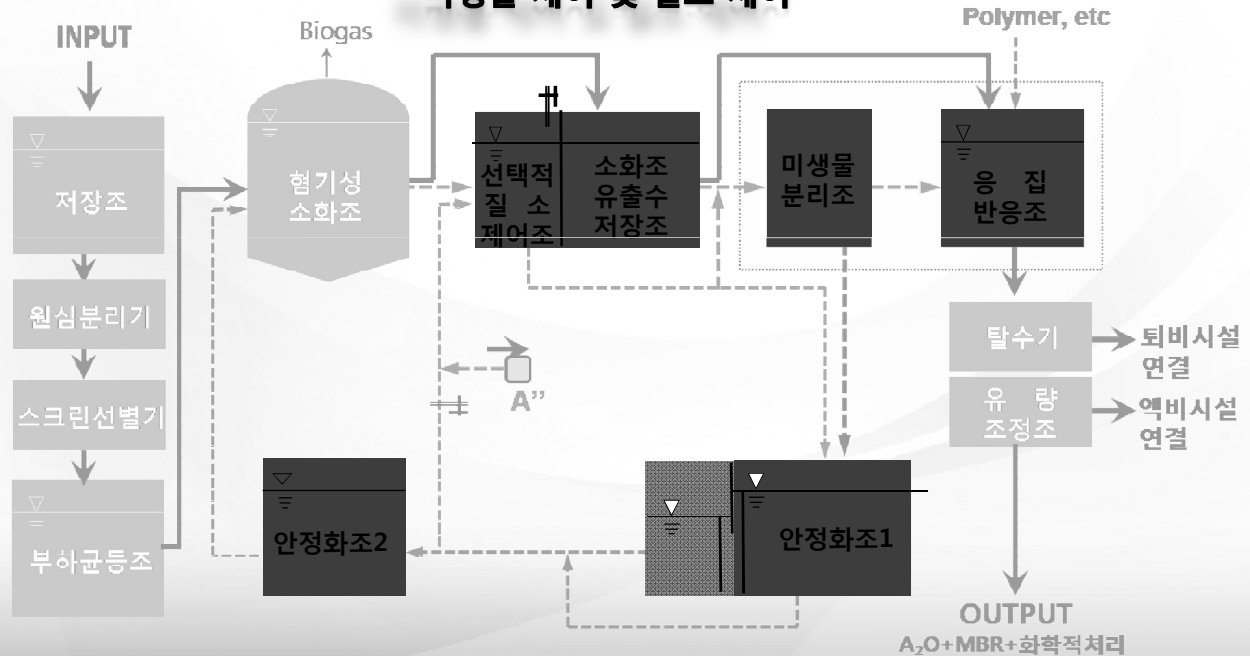 INPUT
Biogas
Polymer, etc
저장조
혐기성
소화조
선택적
질 소
제어조
소화조
유출수
저장조
미생물
분리조
응 집
반응조
원심분리기
스크린선별기
부하균등조
A”
탈수기
퇴비시설
연결
유 량
조정조
액비시설
연결
안정화조2
안정화조1
OUTPUT
A₂O+MBR+화학적처리